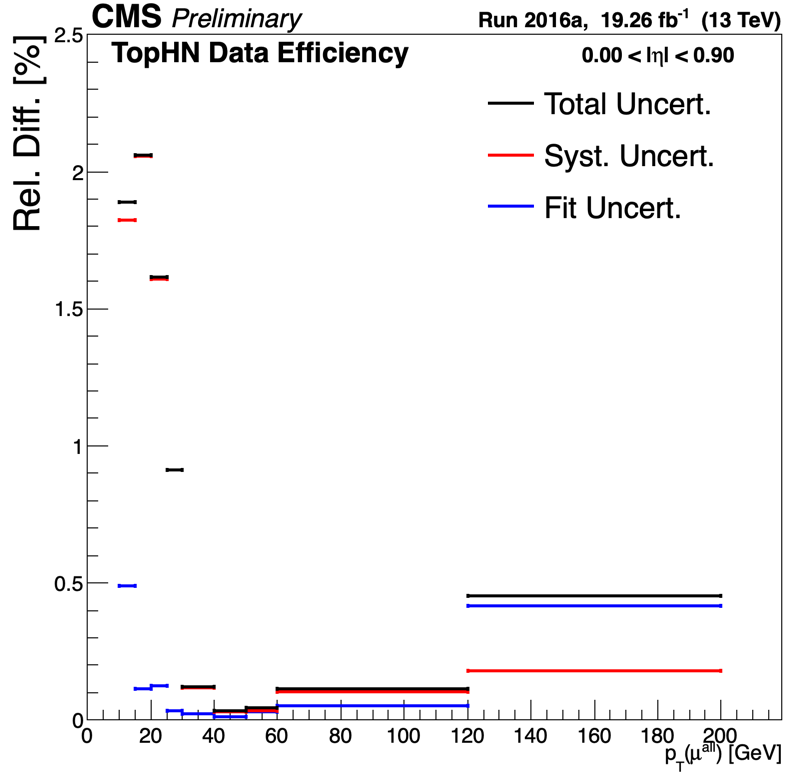 CMS Preliminary
Run 2016a, 19.26 fb⁻¹ (13 TeV)
TopHN Data Efficiency
0.00 < |η| < 0.90
Total Uncert.
Syst. Uncert.
Fit Uncert.
Rel. Diff. [%]
2.5
2
1.5
1
0.5
0
0 20 40 60 80 100 120 140 160 180 200
p_T(μ^all) [GeV]